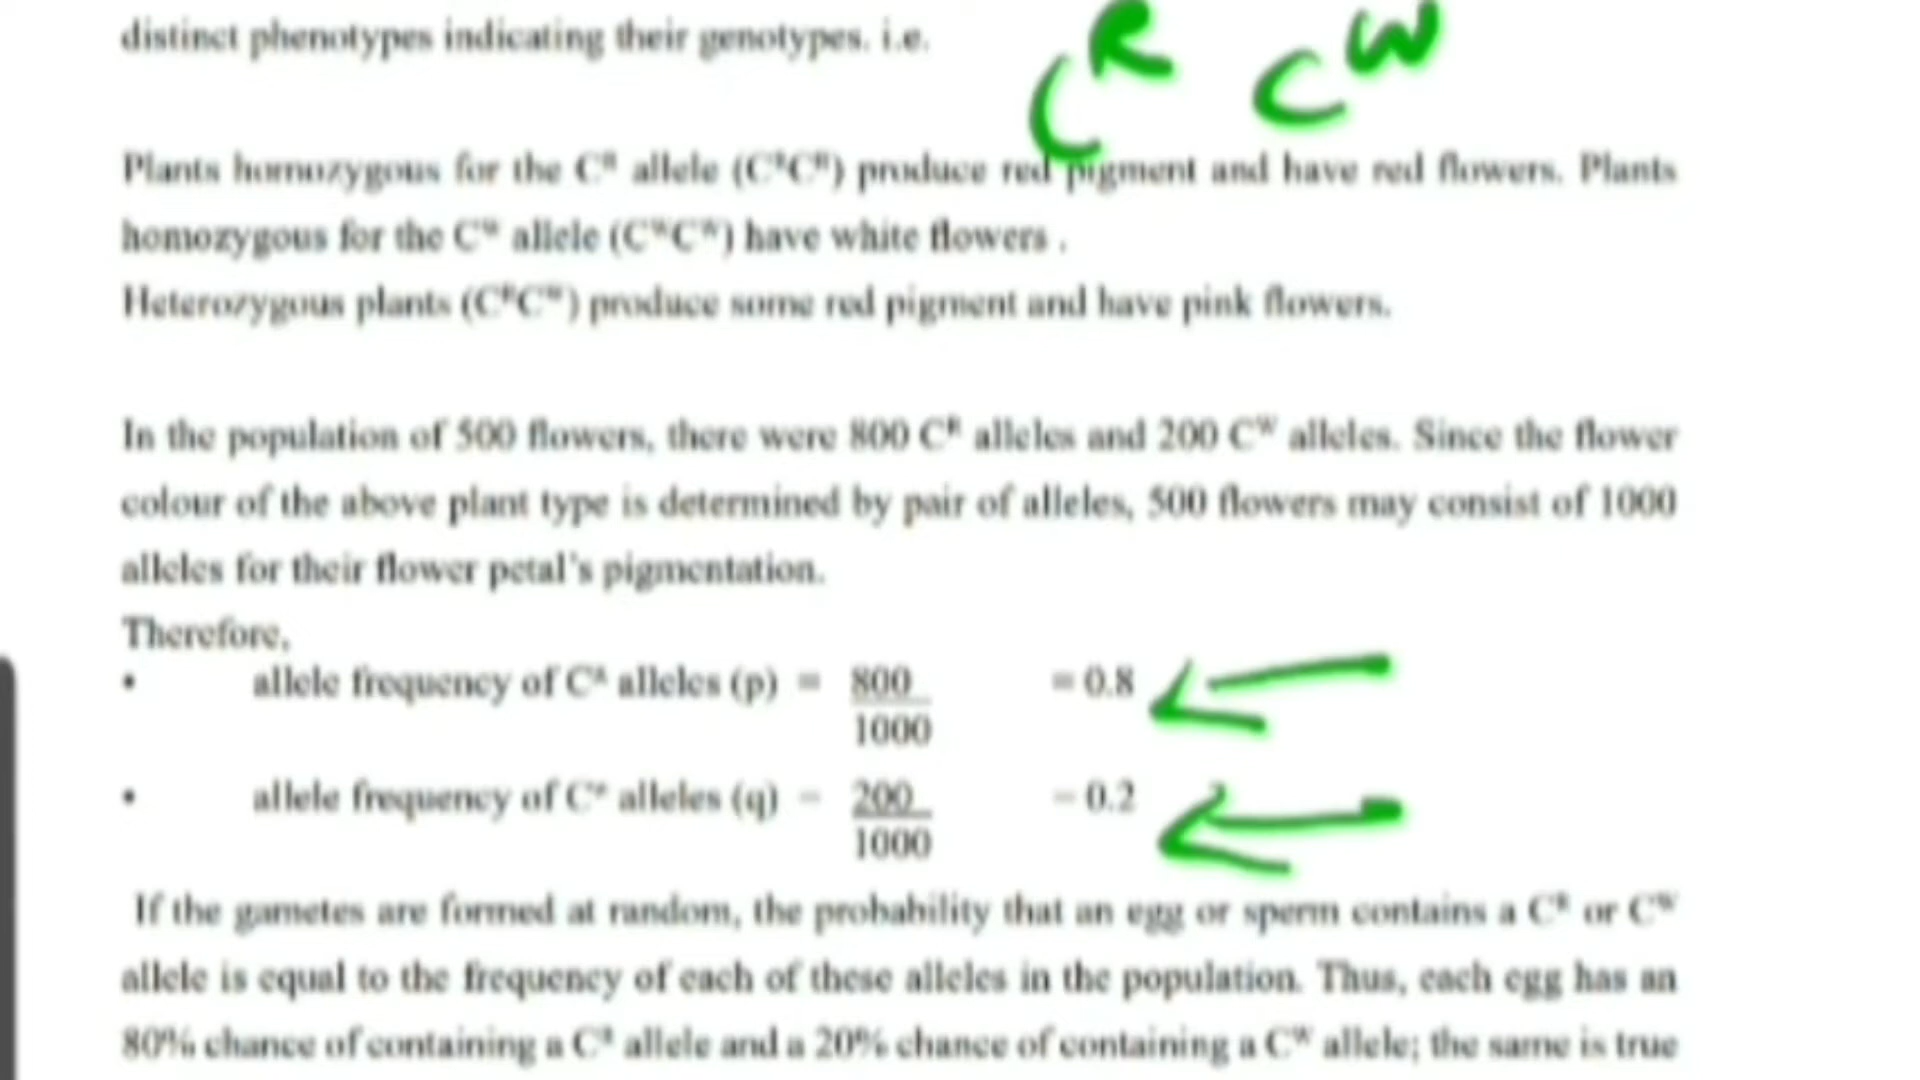 distinct phenotypes indicating their genotypes. i.e.
C^R C^W
Plants homozygous for the C^R allele (C^RC^R) produce red pigment and have red flowers. Plants
homozygous for the C^W allele (C^WC^W) have white flowers .
Heterozygous plants (C^RC^W) produce some red pigment and have pink flowers.
In the population of 500 flowers, there were 800 C^R alleles and 200 C^W alleles. Since the flower
colour of the above plant type is determined by pair of alleles, 500 flowers may consist of 1000
alleles for their flower petal's pigmentation.
Therefore,
• allele frequency of C^R alleles (p) = 800 = 0.8
1000
• allele frequency of C^W alleles (q) = 200 = 0.2
1000
If the gametes are formed at random, the probability that an egg or sperm contains a C^R or C^W
allele is equal to the frequency of each of these alleles in the population. Thus, each egg has an
80% chance of containing a C^R allele and a 20% chance of containing a C^W allele; the same is true